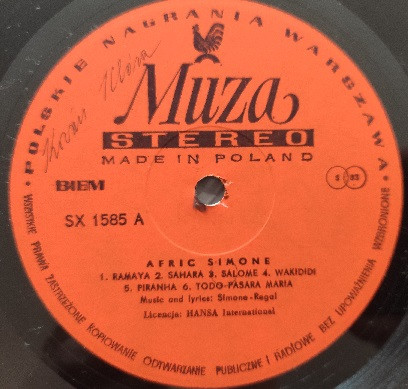 POLSKIE NAGRANIA WARSZAWA
Muza
STEREO
MADE IN POLAND
BIEM
SX 1585 A
AFRIC SIMONE
1. RAMAYA 2. SAHARA 3. SALOME 4. WAKIDIDI
5. PIRANHA 6. TODO-PÁSARA MARIA
Music and lyrics: Simone-Regal
Licencja: HANSA International
WSZYSTKIE PRAWA ZASTRZEŻONE KOPIOWANIE ODTWARZANIE PUBLICZNE I RADIOWE BEZ UPOWAŻNIENIA WZBRONIONE